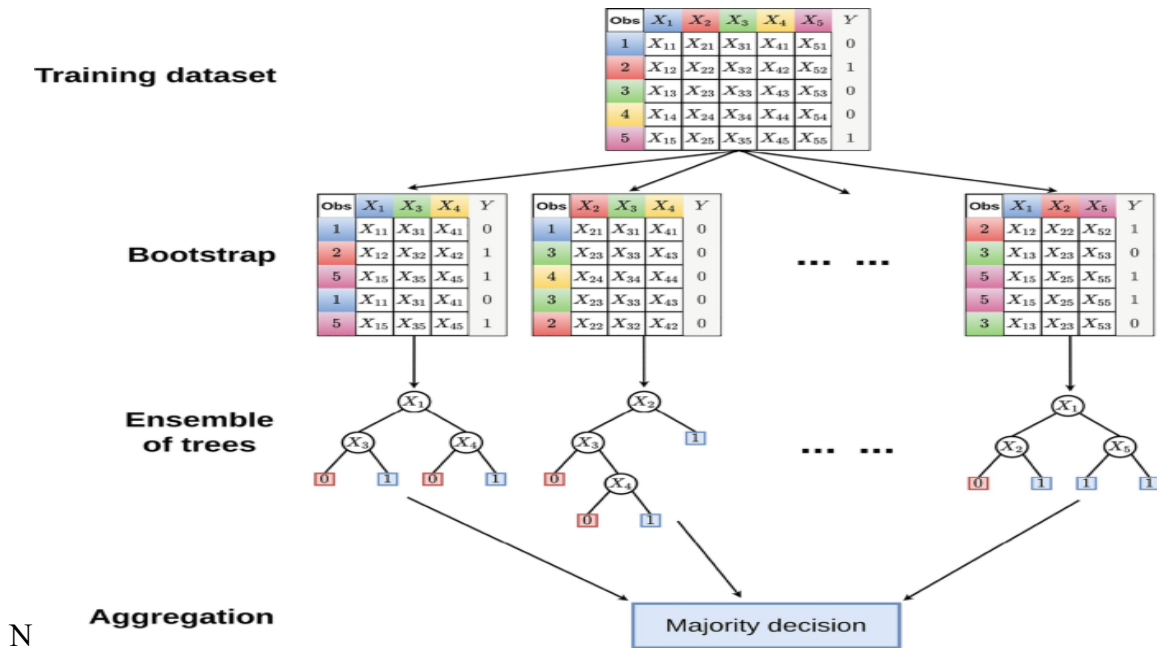 Obs X₁ X₂ X₃ X₄ X₅ Y
1 X₁₁ X₂₁ X₃₁ X₄₁ X₅₁ 0
Training dataset
2 X₁₂ X₂₂ X₃₂ X₄₂ X₅₂ 1
3 X₁₃ X₂₃ X₃₃ X₄₃ X₅₃ 0
4 X₁₄ X₂₄ X₃₄ X₄₄ X₅₄ 0
5 X₁₅ X₂₅ X₃₅ X₄₅ X₅₅ 1
Bootstrap
Obs X₁ X₃ X₄ Y
1 X₁₁ X₃₁ X₄₁ 0
2 X₁₂ X₃₂ X₄₂ 1
5 X₁₅ X₃₅ X₄₅ 1
1 X₁₁ X₃₁ X₄₁ 0
5 X₁₅ X₃₅ X₄₅ 1
Obs X₂ X₃ X₄ Y
1 X₂₁ X₃₁ X₄₁ 0
3 X₂₃ X₃₃ X₄₃ 0
4 X₂₄ X₃₄ X₄₄ 0
3 X₂₃ X₃₃ X₄₃ 0
2 X₂₂ X₃₂ X₄₂ 0
... ...
Obs X₁ X₂ X₅ Y
2 X₁₂ X₂₂ X₅₂ 1
3 X₁₃ X₂₃ X₅₃ 0
5 X₁₅ X₂₅ X₅₅ 1
5 X₁₅ X₂₅ X₅₅ 1
3 X₁₃ X₂₃ X₅₃ 0
Ensemble
of trees
X₁
X₃ X₄
0 1 0 1
X₂
X₃ 1
0 X₄
0 1
... ...
X₁
X₂ X₅
0 1 1 1
Aggregation
Majority decision
N